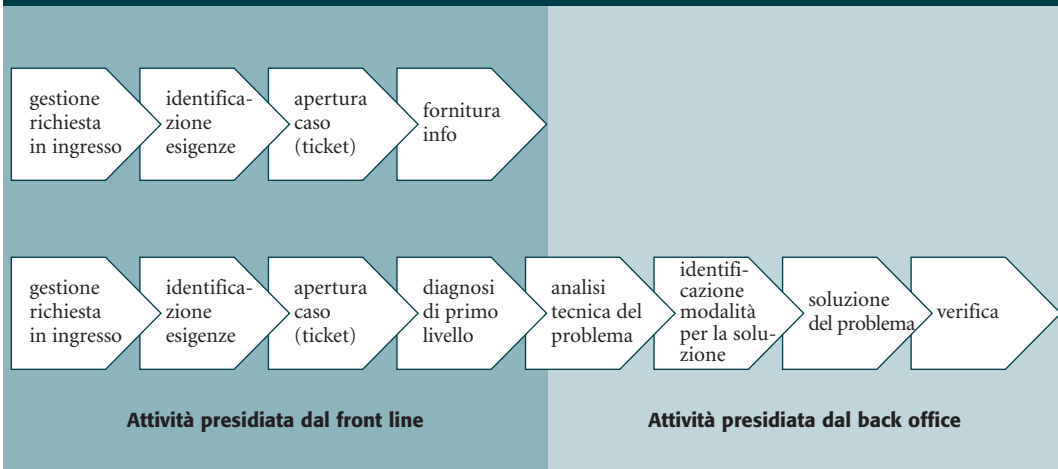 gestione
richiesta
in ingresso
identifica-
zione
esigenze
apertura
caso
(ticket)
fornitura
info
gestione
richiesta
in ingresso
identifica-
zione
esigenze
apertura
caso
(ticket)
diagnosi
di primo
livello
analisi
tecnica del
problema
identifi-
cazione
modalità
per la solu-
zione
soluzione
del problema
verifica
Attività presidiata dal front line
Attività presidiata dal back office